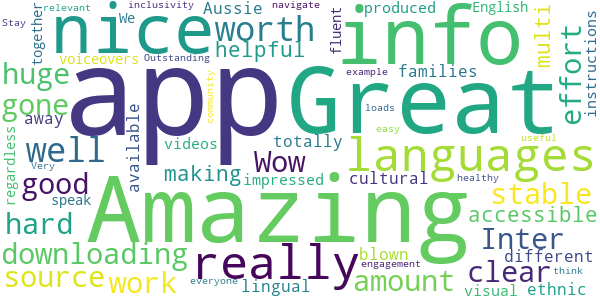 relevant
inclusivity
navigate
Stay
together
We
Aussie
produced
English
nice
worth
info
multi
instructions
voiceovers
Outstanding
helpful
fluent
huge
app
Great
example
families
effort
gone
away
available
community
loads
regardless
well
videos
totally
easy
useful
making
Wow
languages
good
speak
Very
Amazing
impressed
cultural
healthy
stable
hard
accessible
downloading
really
Inter
clear
different
source
work
everyone
lingual
blown
engagement
amount
visual
think
ethnic